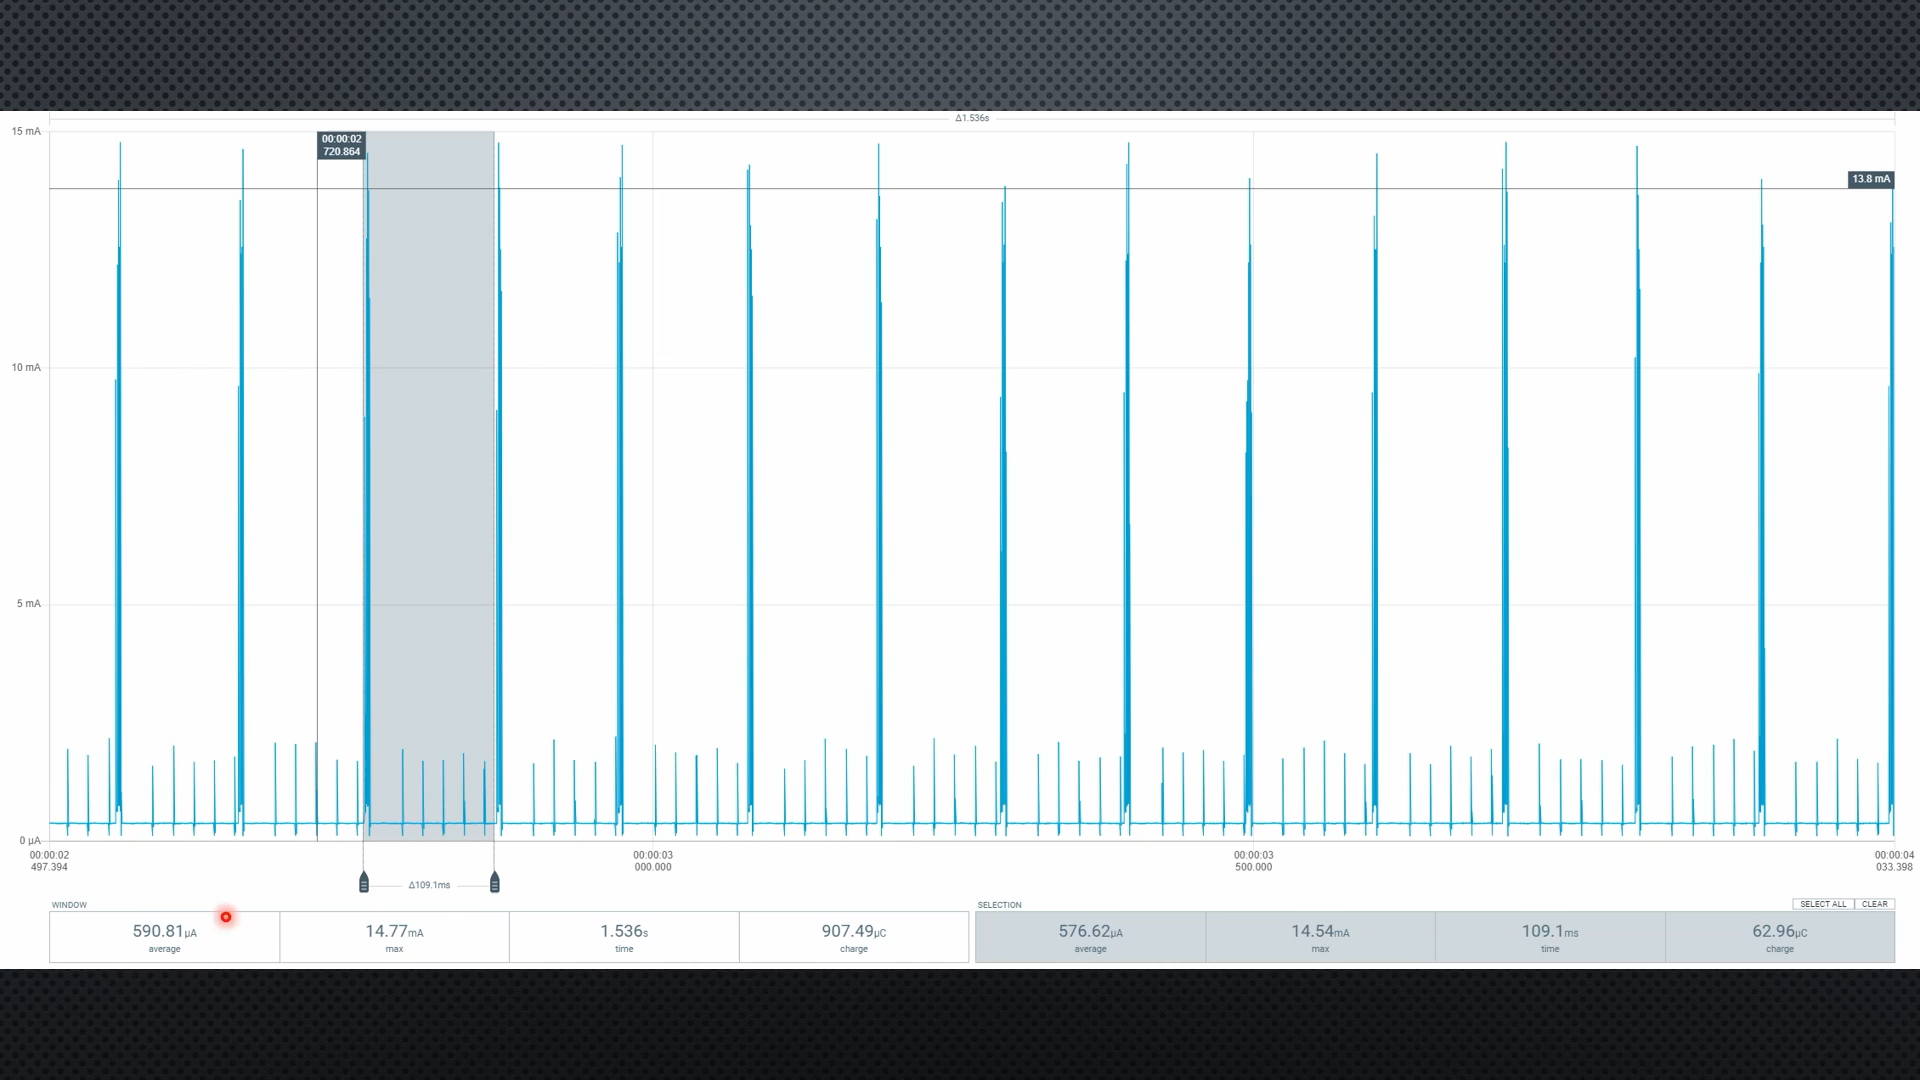 Δ1.536s
15 mA
00:00:02
720.864
13.8 mA
10 mA
5 mA
0 µA
00:00:02
497.394
00:00:03
000.000
00:00:03
500.000
00:00:04
033.398
Δ109.1ms
WINDOW
SELECTION
SELECT ALL
CLEAR
590.81µA
average
14.77mA
max
1.536s
time
907.49µC
charge
576.62µA
average
14.54mA
max
109.1ms
time
62.96µC
charge